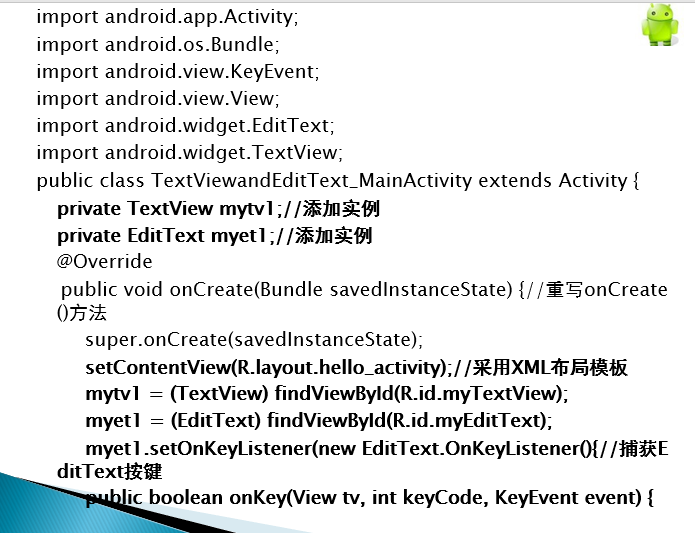 import android.app.Activity;
import android.os.Bundle;
import android.view.KeyEvent;
import android.view.View;
import android.widget.EditText;
import android.widget.TextView;
public class TextViewandEditText_MainActivity extends Activity {
private TextView mytv1;//添加实例
private EditText myet1;//添加实例
@Override
public void onCreate(Bundle savedInstanceState) {//重写onCreate
()方法
super.onCreate(savedInstanceState);
setContentView(R.layout.hello_activity);//采用XML布局模板
mytv1 = (TextView) findViewById(R.id.myTextView);
myet1 = (EditText) findViewById(R.id.myEditText);
myet1.setOnKeyListener(new EditText.OnKeyListener(){//捕获E
ditText按键
public boolean onKey(View tv, int keyCode, KeyEvent event) {